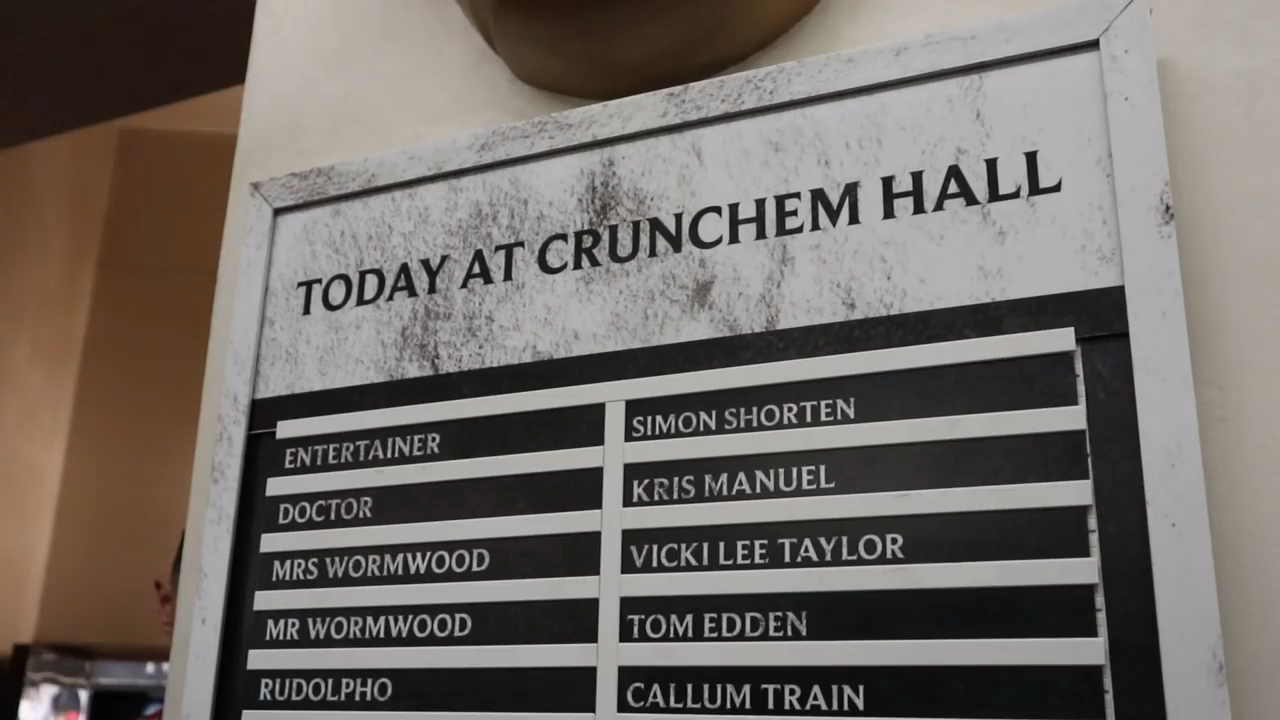 TODAY AT CRUNCHEM HALL
ENTERTAINER SIMON SHORTEN
DOCTOR KRIS MANUEL
MRS WORMWOOD VICKI LEE TAYLOR
MR WORMWOOD TOM EDDEN
RUDOLPHO CALLUM TRAIN